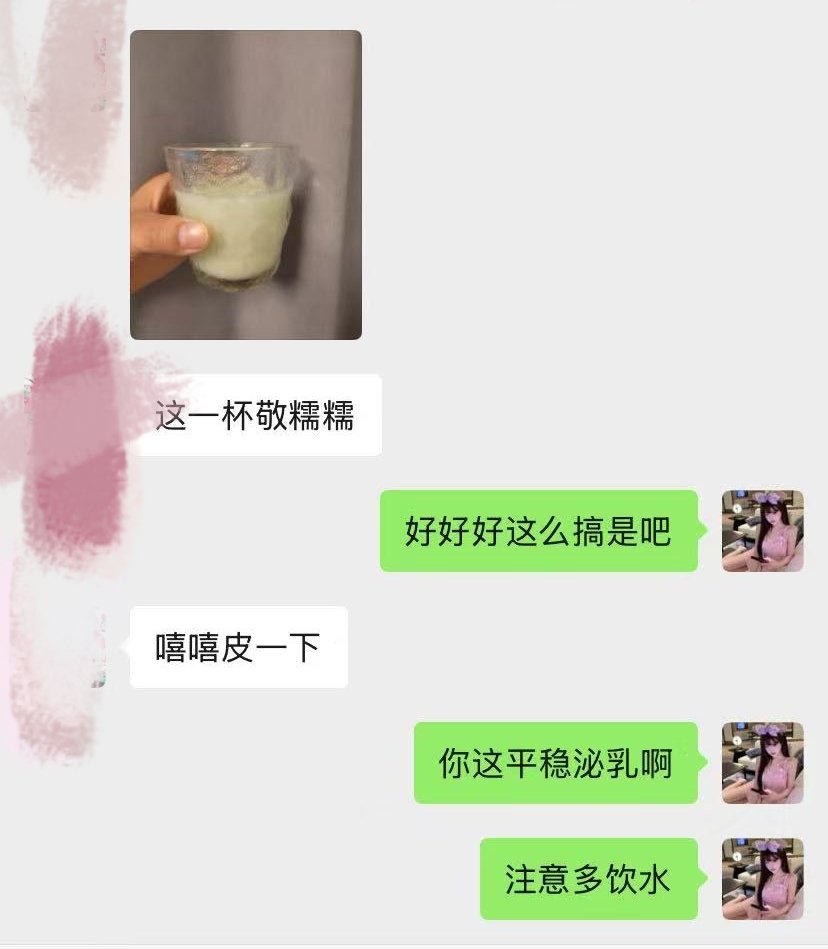 这一杯敬糯糯
好好好这么搞是吧
嘻嘻皮一下
你这平稳泌乳啊
注意多饮水